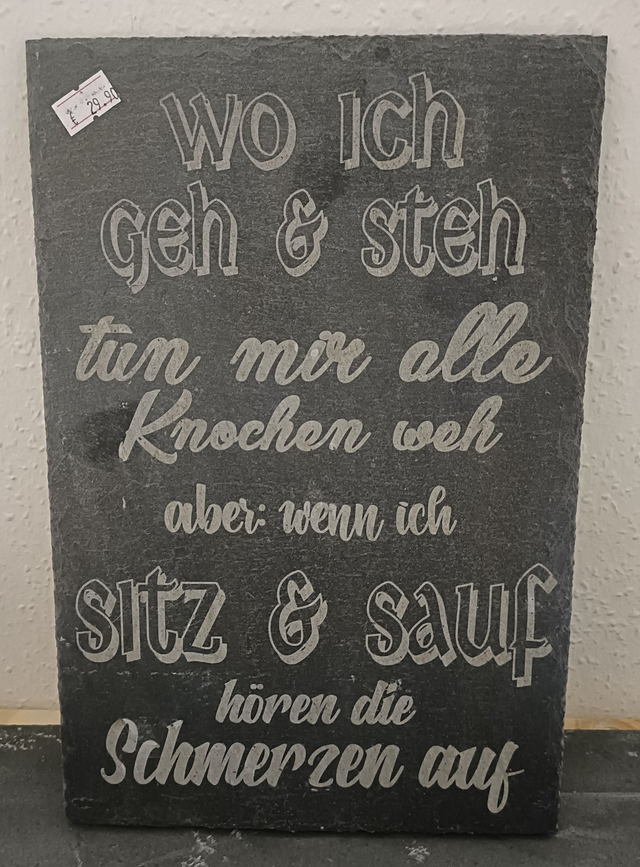 € 29.90
Wo ich
geh & steh
tun mir alle
Knochen weh
aber: wenn ich
sitz & sauf
hören die
Schmerzen auf